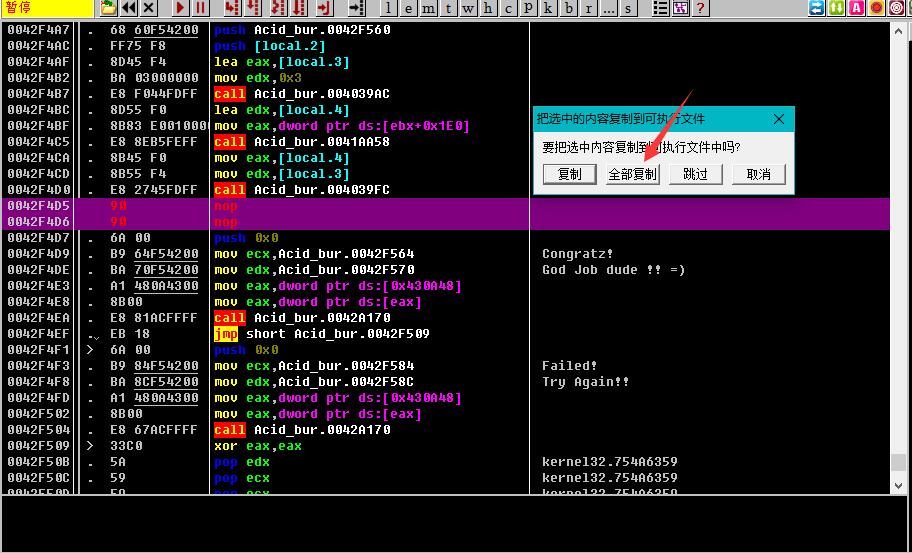 暂停 l e m t w h c p k b r ... s ?
0042F4A7 . 68 60F54200 push Acid_bur.0042F560
0042F4AC . FF75 F8 push [local.2]
0042F4AF . 8D45 F4 lea eax,[local.3]
0042F4B2 . BA 03000000 mov edx,0x3
0042F4B7 . E8 F044FDFF call Acid_bur.004039AC
0042F4BC . 8D55 F0 lea edx,[local.4]
0042F4BF . 8B83 E0010000 mov eax,dword ptr ds:[ebx+0x1E0]
0042F4C5 . E8 8EB5FEFF call Acid_bur.0041AA58
0042F4CA . 8B45 F0 mov eax,[local.4]
0042F4CD . 8B55 F4 mov edx,[local.3]
0042F4D0 . E8 2745FDFF call Acid_bur.004039FC
0042F4D5 90 nop
0042F4D6 90 nop
0042F4D7 . 6A 00 push 0x0
0042F4D9 . B9 64F54200 mov ecx,Acid_bur.0042F564 Congratz!
0042F4DE . BA 70F54200 mov edx,Acid_bur.0042F570 God Job dude !! =)
0042F4E3 . A1 480A4300 mov eax,dword ptr ds:[0x430A48]
0042F4E8 . 8B00 mov eax,dword ptr ds:[eax]
0042F4EA . E8 81ACFFFF call Acid_bur.0042A170
0042F4EF . EB 18 jmp short Acid_bur.0042F509
0042F4F1 > 6A 00 push 0x0
0042F4F3 . B9 84F54200 mov ecx,Acid_bur.0042F584 Failed!
0042F4F8 . BA 8CF54200 mov edx,Acid_bur.0042F58C Try Again!!
0042F4FD . A1 480A4300 mov eax,dword ptr ds:[0x430A48]
0042F502 . 8B00 mov eax,dword ptr ds:[eax]
0042F504 . E8 67ACFFFF call Acid_bur.0042A170
0042F509 > 33C0 xor eax,eax
0042F50B . 5A pop edx kernel32.754A6359
0042F50C . 59 pop ecx kernel32.754A6359
把选中的内容复制到可执行文件
要把选中内容复制到可执行文件中吗?
复制 全部复制 跳过 取消